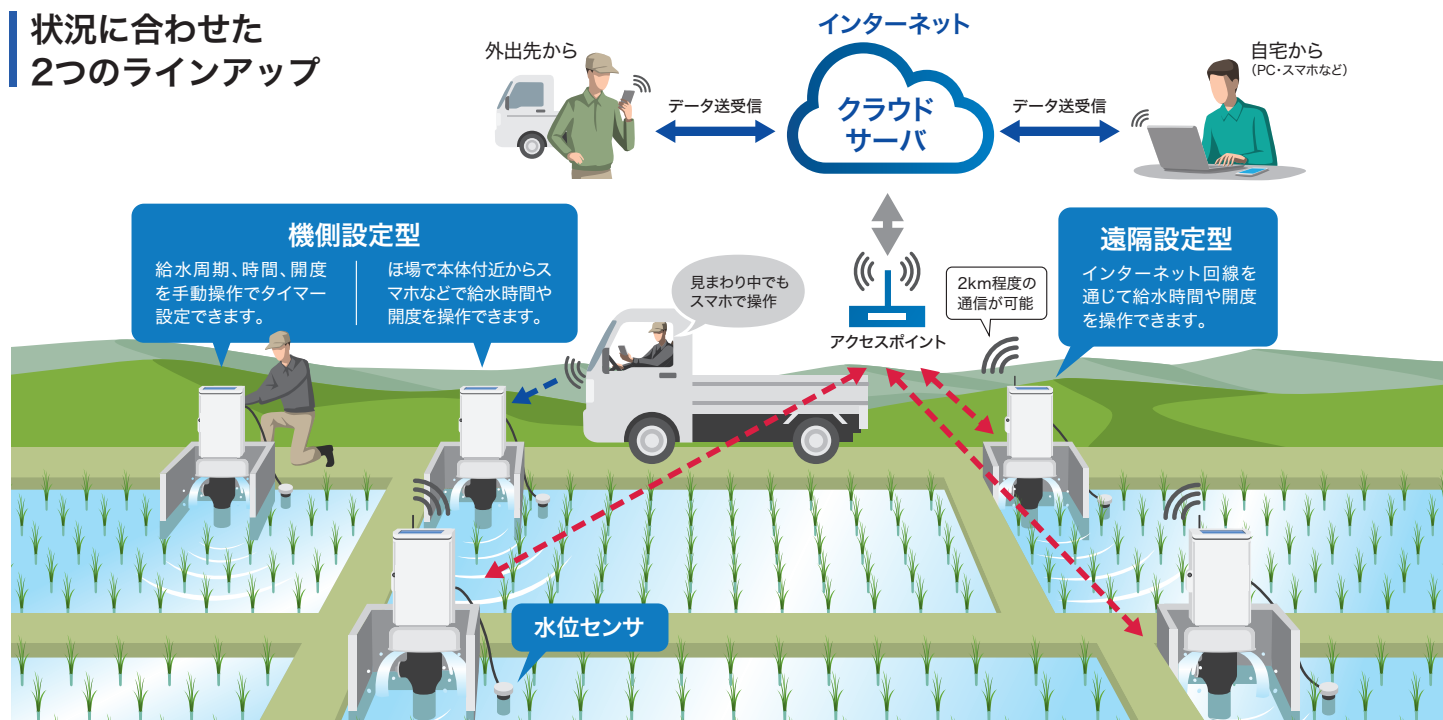 状況に合わせた
2つのラインアップ
インターネット
外出先から
自宅から
（PC・スマホなど）
データ送受信
クラウド
サーバ
データ送受信
機側設定型
給水周期、時間、開度
を手動操作でタイマー
設定できます。
ほ場で本体付近からス
マホなどで給水時間や
開度を操作できます。
見まわり中でも
スマホで操作
アクセスポイント
2km程度の
通信が可能
遠隔設定型
インターネット回線を
通じて給水時間や開度
を操作できます。
水位センサ